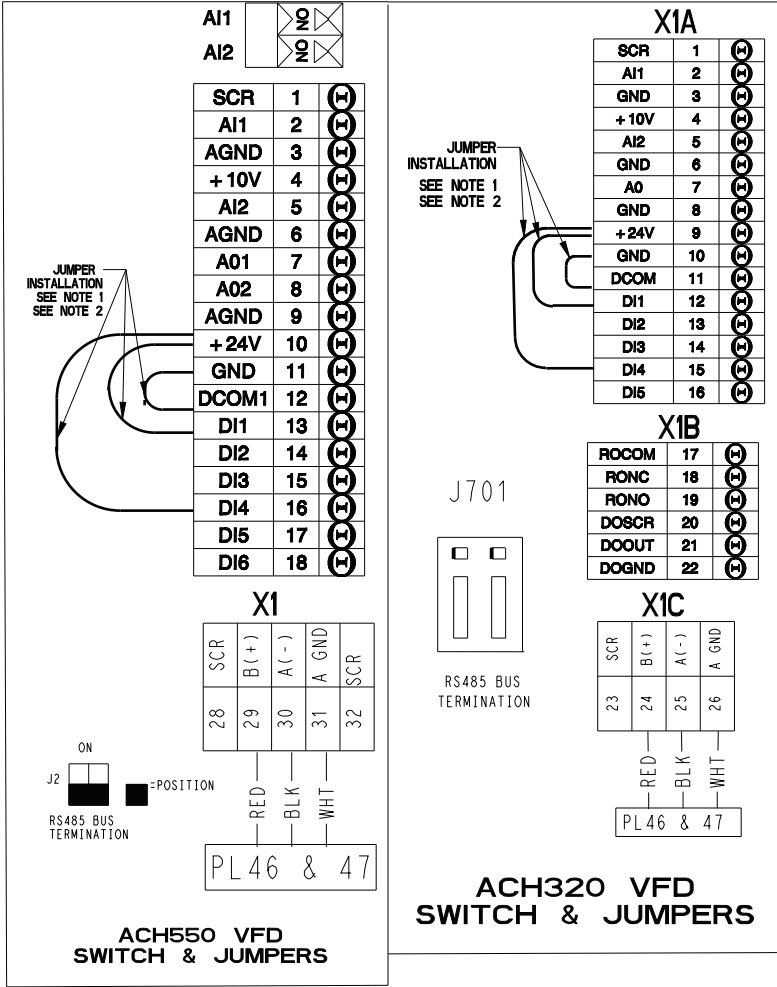 AI1
ON
AI2
ON
SCR 1
AI1 2
AGND 3
+10V 4
AI2 5
AGND 6
A01 7
A02 8
AGND 9
+24V 10
GND 11
DCOM1 12
DI1 13
DI2 14
DI3 15
DI4 16
DI5 17
DI6 18
JUMPER
INSTALLATION
SEE NOTE 1
SEE NOTE 2
X1
SCR B(+) A(-) A GND SCR
28 29 30 31 32
RED BLK WHT
PL46 & 47
ON
J2
=POSITION
RS485 BUS
TERMINATION
ACH550 VFD
SWITCH & JUMPERS
X1A
SCR 1
AI1 2
GND 3
+10V 4
AI2 5
GND 6
A0 7
GND 8
+24V 9
GND 10
DCOM 11
DI1 12
DI2 13
DI3 14
DI4 15
DI5 16
JUMPER
INSTALLATION
SEE NOTE 1
SEE NOTE 2
X1B
ROCOM 17
RONC 18
RONO 19
DOSCR 20
DOOUT 21
DOGND 22
J701
RS485 BUS
TERMINATION
X1C
SCR B(+) A(-) A GND
23 24 25 26
RED BLK WHT
PL46 & 47
ACH320 VFD
SWITCH & JUMPERS